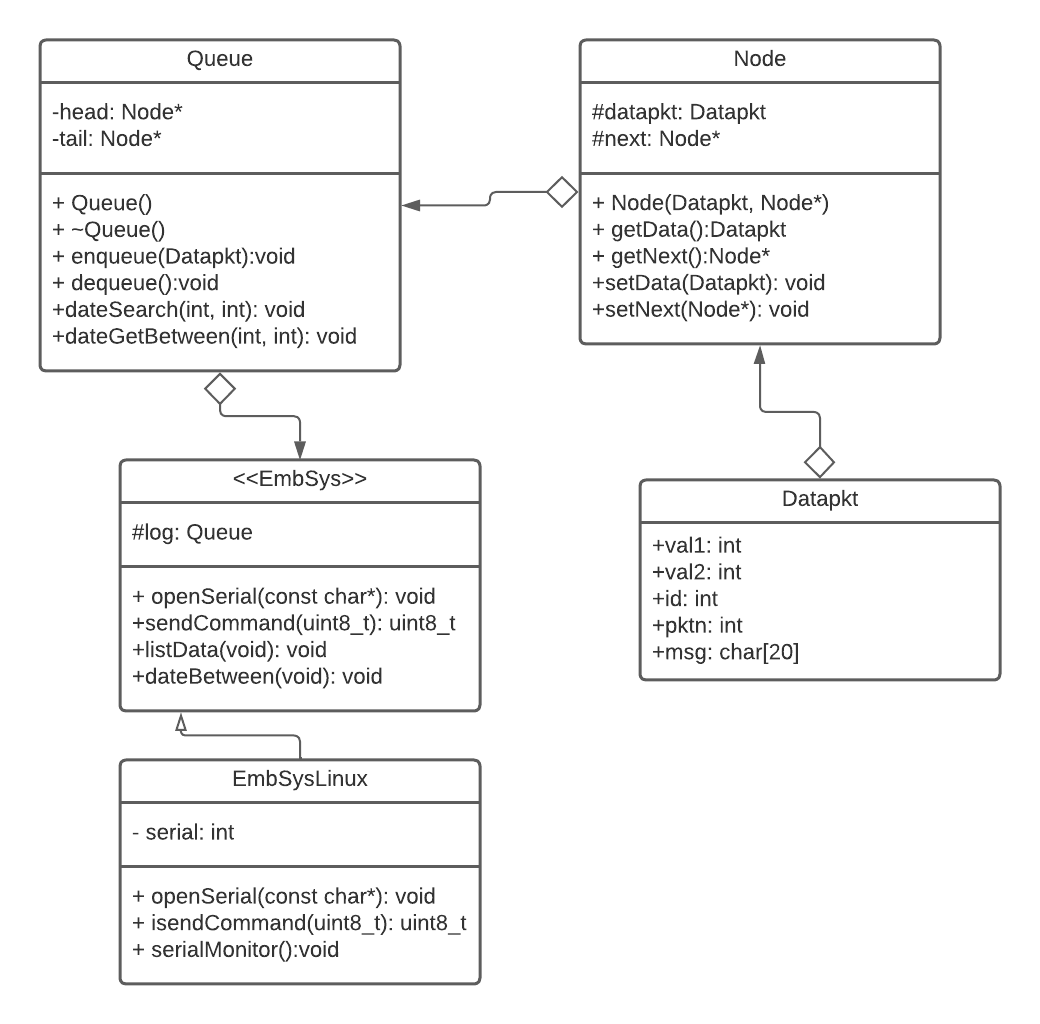 Queue
-head: Node*
-tail: Node*
+ Queue()
+ ~Queue()
+ enqueue(Datapkt):void
+ dequeue():void
+dateSearch(int, int): void
+dateGetBetween(int, int): void
Node
#datapkt: Datapkt
#next: Node*
+ Node(Datapkt, Node*)
+ getData():Datapkt
+ getNext():Node*
+setData(Datapkt): void
+setNext(Node*): void
<<EmbSys>>
#log: Queue
+ openSerial(const char*): void
+sendCommand(uint8_t): uint8_t
+listData(void): void
+dateBetween(void): void
Datapkt
+val1: int
+val2: int
+id: int
+pktn: int
+msg: char[20]
EmbSysLinux
- serial: int
+ openSerial(const char*): void
+ isendCommand(uint8_t): uint8_t
+ serialMonitor():void